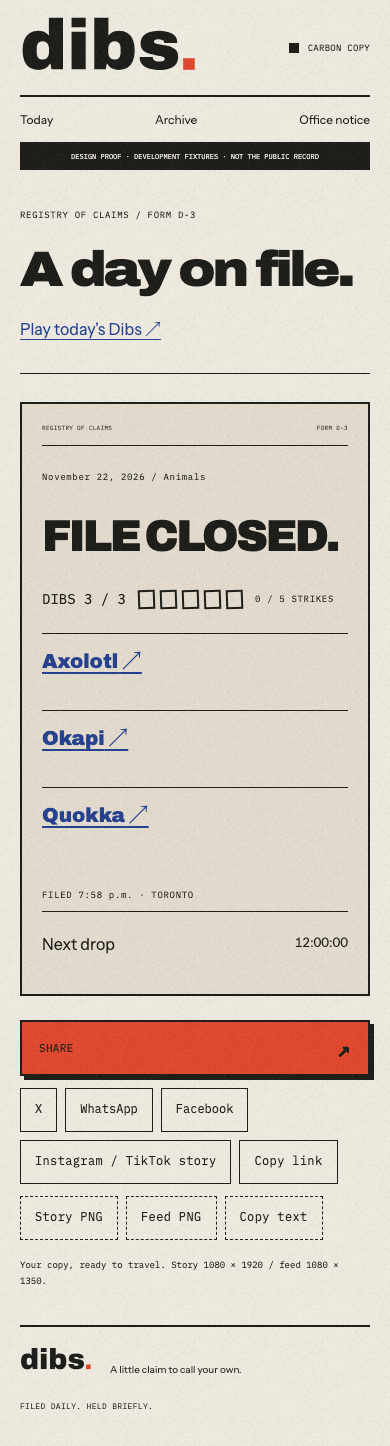 dibs.
CARBON COPY
Today Archive Office notice
DESIGN PROOF · DEVELOPMENT FIXTURES · NOT THE PUBLIC RECORD
REGISTRY OF CLAIMS / FORM D-3
A day on file.
Play today's Dibs ↗
REGISTRY OF CLAIMS FORM D-3
November 22, 2026 / Animals
FILE CLOSED.
DIBS 3 / 3 0 / 5 STRIKES
Axolotl ↗
Okapi ↗
Quokka ↗
FILED 7:58 p.m. · TORONTO
Next drop 12:00:00
SHARE ↗
X WhatsApp Facebook
Instagram / TikTok story Copy link
Story PNG Feed PNG Copy text
Your copy, ready to travel. Story 1080 × 1920 / feed 1080 ×
1350.
dibs. A little claim to call your own.
FILED DAILY. HELD BRIEFLY.